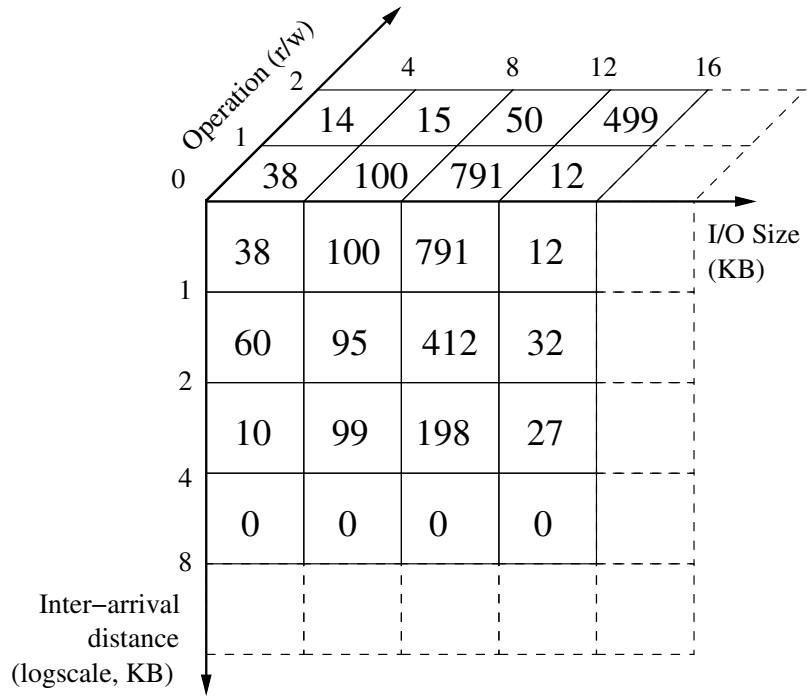 Operation (r/w)
4 8 12 16
2
14 15 50 499
1
38 100 791 12
0
I/O Size
(KB)
38 100 791 12
1
60 95 412 32
2
10 99 198 27
4
0 0 0 0
8
Inter−arrival
distance
(logscale, KB)